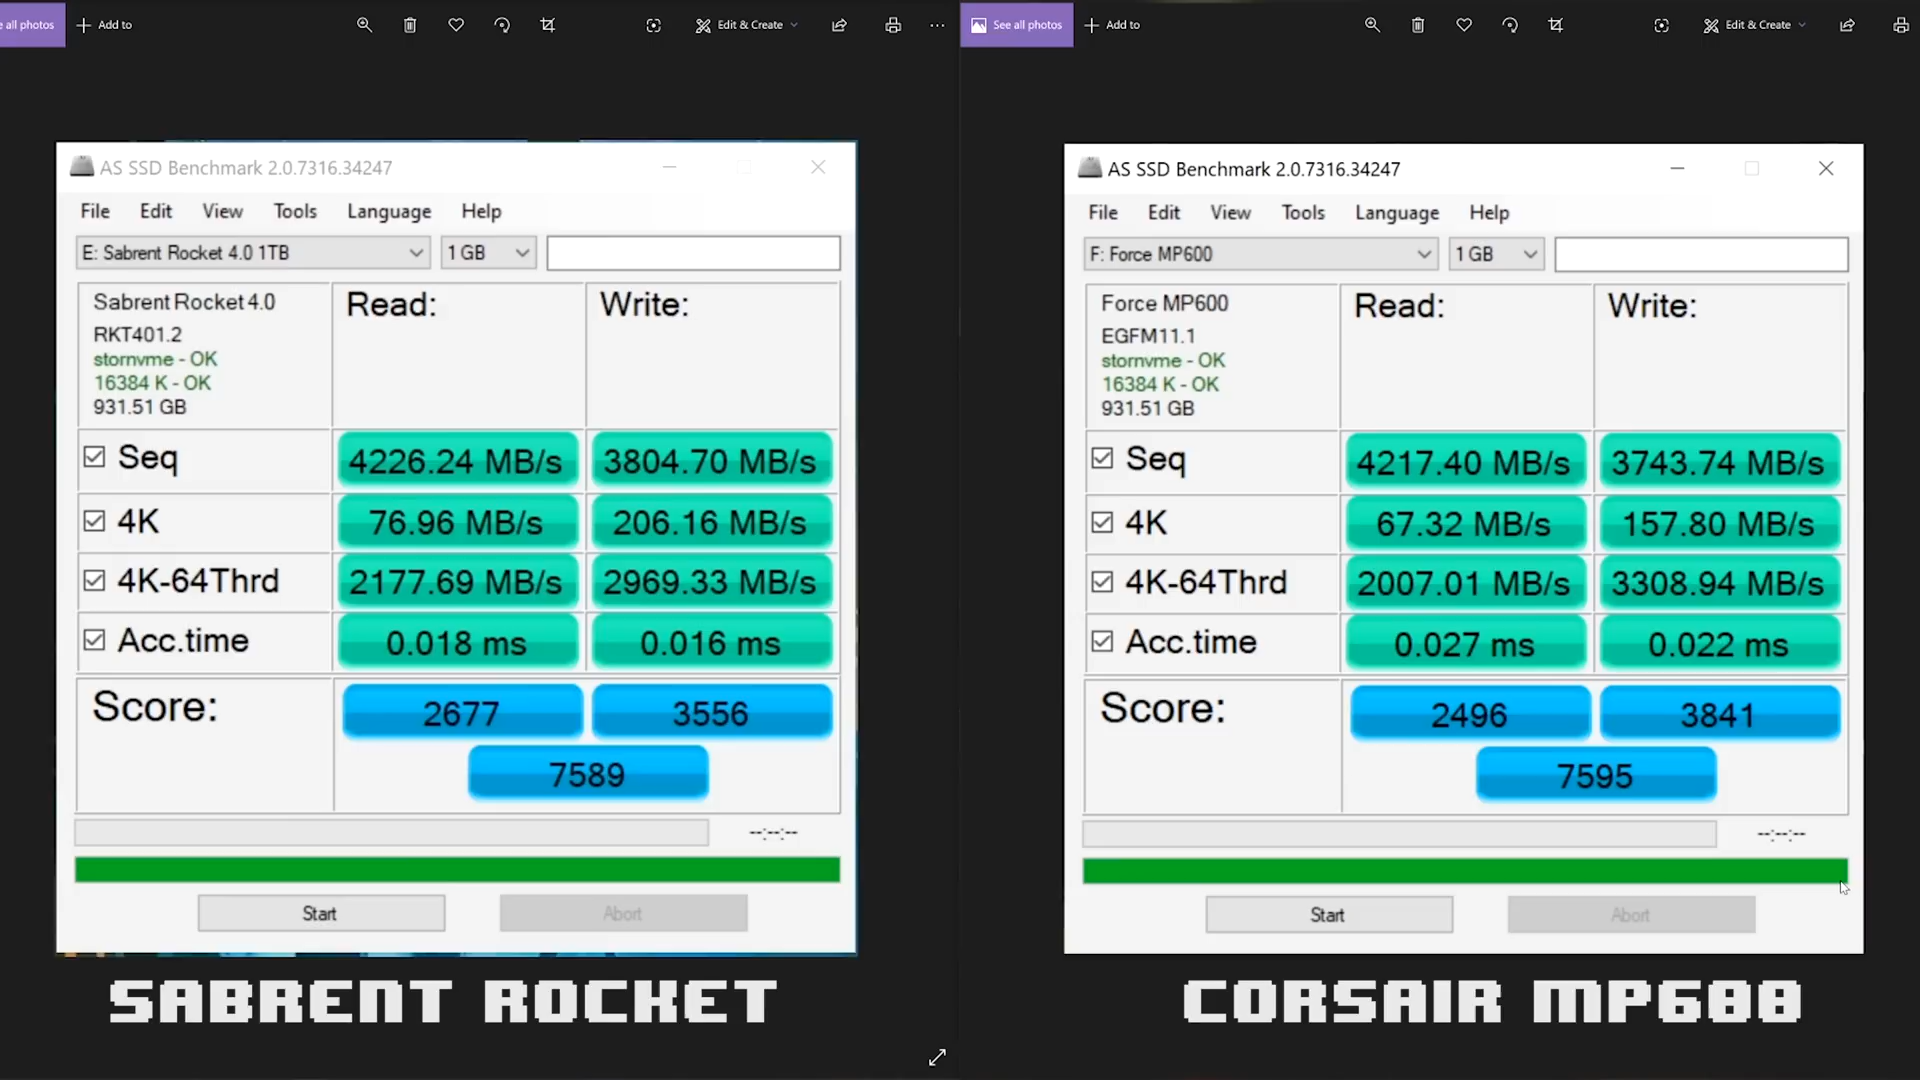 all photos
Add to
Edit & Create
See all photos
Add to
Edit & Create
AS SSD Benchmark 2.0.7316.34247
File Edit View Tools Language Help
E: Sabrent Rocket 4.0 1TB 1 GB
Sabrent Rocket 4.0
RKT401.2
stornvme - OK
16384 K - OK
931.51 GB
Read: Write:
Seq 4226.24 MB/s 3804.70 MB/s
4K 76.96 MB/s 206.16 MB/s
4K-64Thrd 2177.69 MB/s 2969.33 MB/s
Acc.time 0.018 ms 0.016 ms
Score: 2677 3556
7589
--:--:--
Start Abort
SABRENT ROCKET
AS SSD Benchmark 2.0.7316.34247
File Edit View Tools Language Help
F: Force MP600 1 GB
Force MP600
EGFM11.1
stornvme - OK
16384 K - OK
931.51 GB
Read: Write:
Seq 4217.40 MB/s 3743.74 MB/s
4K 67.32 MB/s 157.80 MB/s
4K-64Thrd 2007.01 MB/s 3308.94 MB/s
Acc.time 0.027 ms 0.022 ms
Score: 2496 3841
7595
--:--:--
Start Abort
CORSAIR MP600